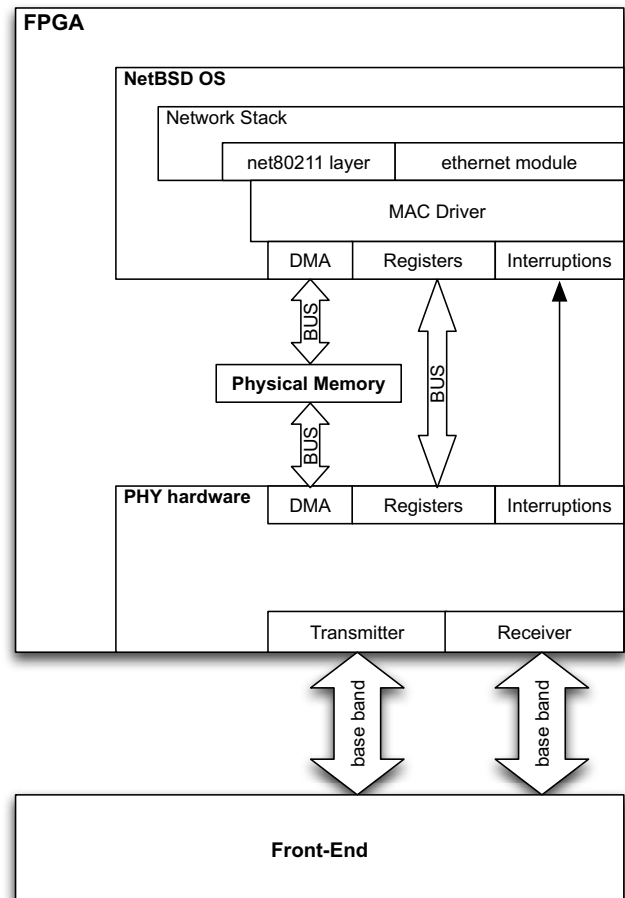 FPGA
NetBSD OS
Network Stack
net80211 layer
ethernet module
MAC Driver
DMA
Registers
Interruptions
BUS
BUS
Physical Memory
BUS
PHY hardware
DMA
Registers
Interruptions
Transmitter
Receiver
base band
base band
Front-End